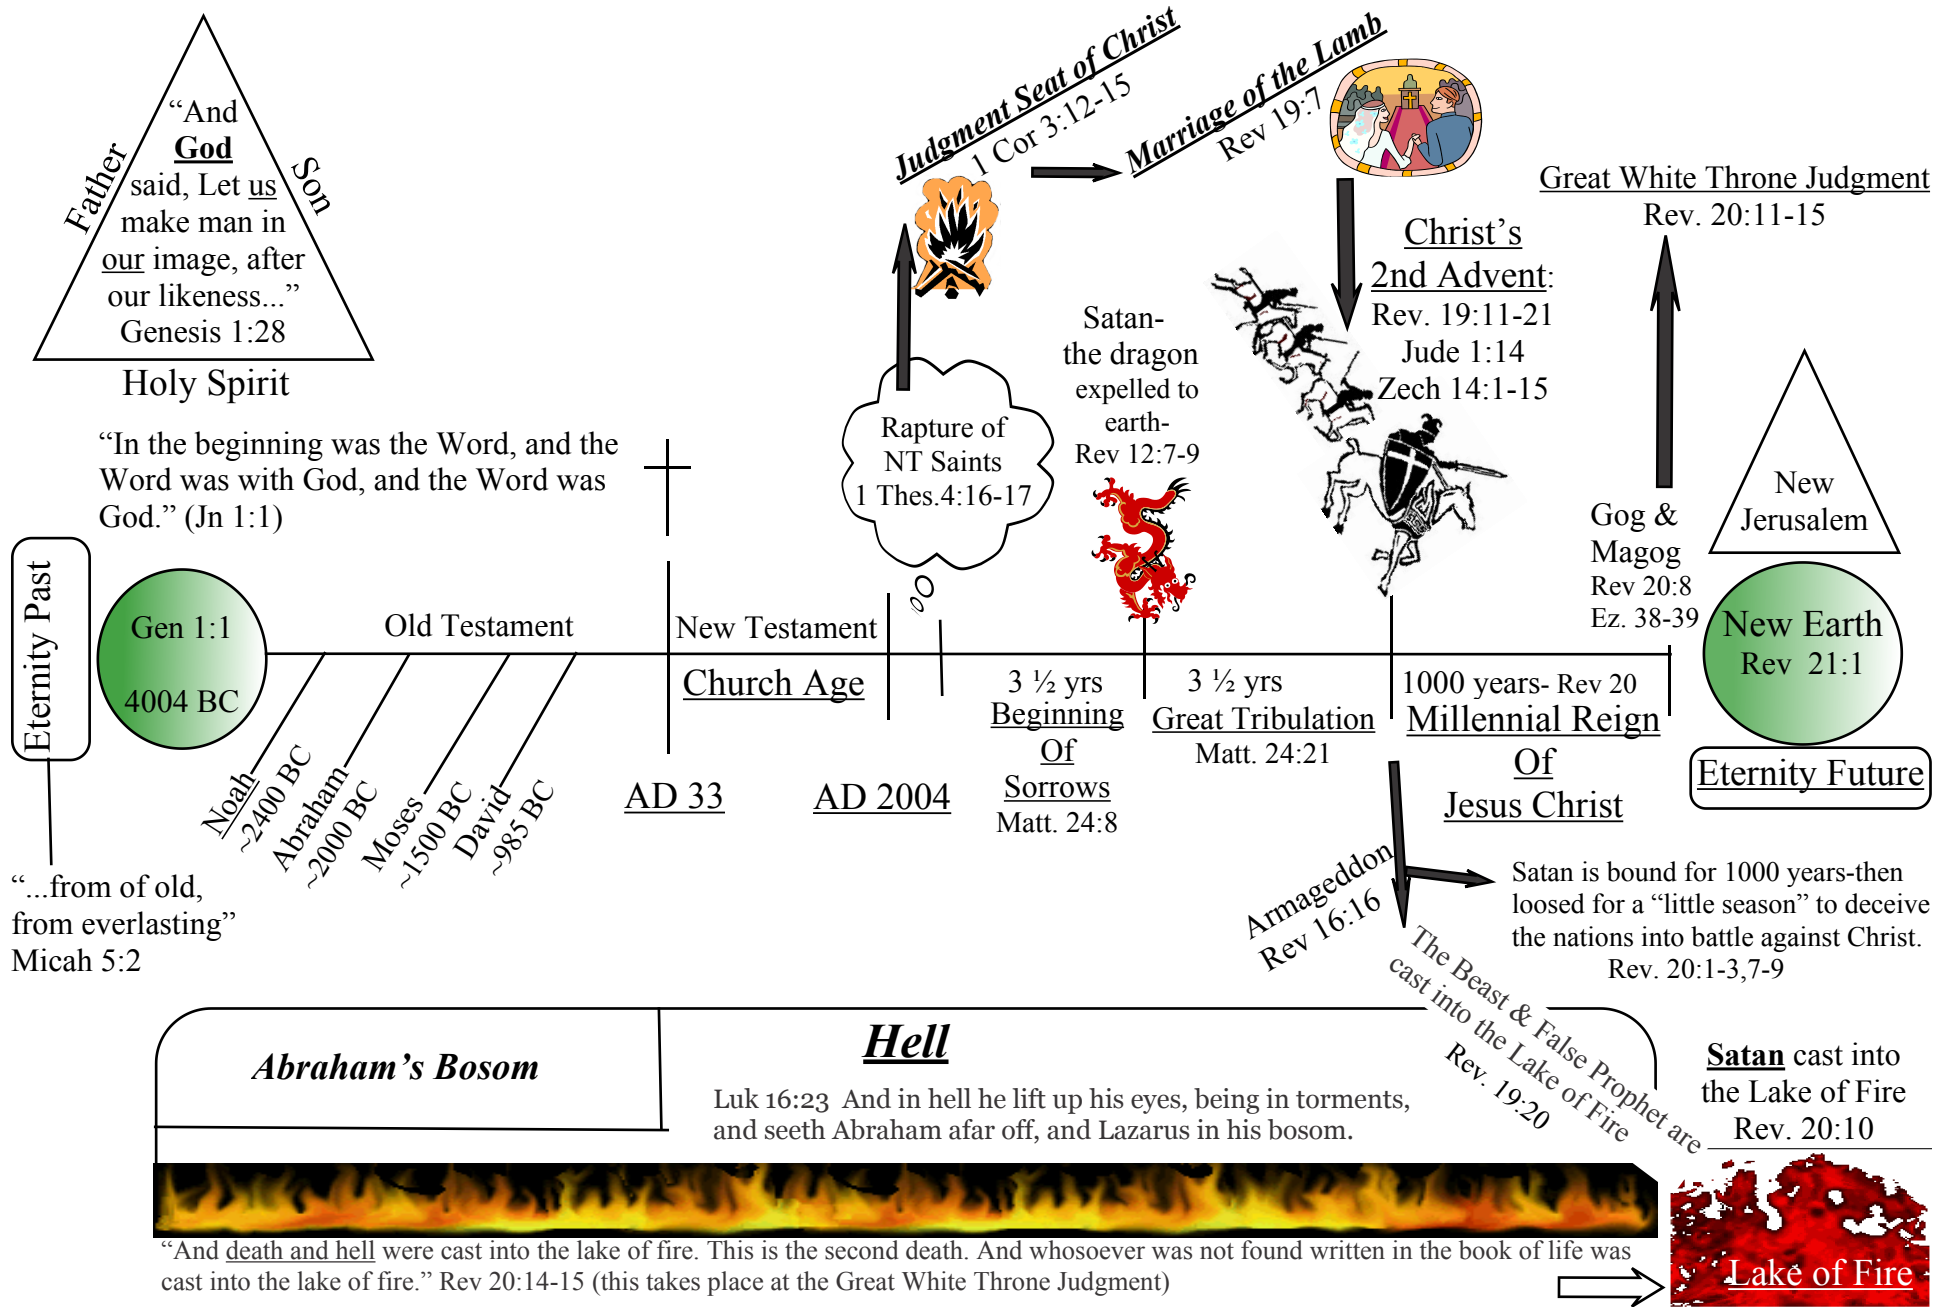 Father
Son
“And
God
said, Let us
make man in
our image, after
our likeness...”
Genesis 1:28
Holy Spirit
“In the beginning was the Word, and the
Word was with God, and the Word was
God.” (Jn 1:1)
Judgment Seat of Christ
1 Cor 3:12-15
Marriage of the Lamb
Rev 19:7
Great White Throne Judgment
Rev. 20:11-15
Christ’s
2nd Advent:
Rev. 19:11-21
Jude 1:14
Zech 14:1-15
Satan-
the dragon
expelled to
earth-
Rev 12:7-9
Rapture of
NT Saints
1 Thes.4:16-17
Gog &
Magog
Rev 20:8
Ez. 38-39
New
Jerusalem
Eternity Past
Gen 1:1
4004 BC
Old Testament
New Testament
Church Age
3 ½ yrs
Beginning
Of
Sorrows
Matt. 24:8
3 ½ yrs
Great Tribulation
Matt. 24:21
1000 years- Rev 20
Millennial Reign
Of
Jesus Christ
New Earth
Rev 21:1
Eternity Future
Noah
~2400 BC
Abraham
~2000 BC
Moses
~1500 BC
David
~985 BC
AD 33
AD 2004
“...from of old,
from everlasting”
Micah 5:2
Armageddon
Rev 16:16
Satan is bound for 1000 years-then
loosed for a “little season” to deceive
the nations into battle against Christ.
Rev. 20:1-3,7-9
The Beast & False Prophet are
cast into the Lake of Fire
Rev. 19:20
Abraham’s Bosom
Hell
Luk 16:23 And in hell he lift up his eyes, being in torments,
and seeth Abraham afar off, and Lazarus in his bosom.
Satan cast into
the Lake of Fire
Rev. 20:10
“And death and hell were cast into the lake of fire. This is the second death. And whosoever was not found written in the book of life was
cast into the lake of fire.” Rev 20:14-15 (this takes place at the Great White Throne Judgment)
Lake of Fire